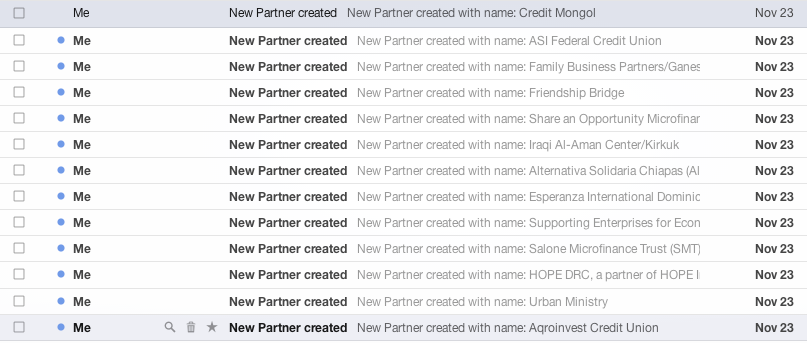 Me New Partner created New Partner created with name: Credit Mongol Nov 23
Me New Partner created New Partner created with name: ASI Federal Credit Union Nov 23
Me New Partner created New Partner created with name: Family Business Partners/Ganes Nov 23
Me New Partner created New Partner created with name: Friendship Bridge Nov 23
Me New Partner created New Partner created with name: Share an Opportunity Microfinar Nov 23
Me New Partner created New Partner created with name: Iraqi Al-Aman Center/Kirkuk Nov 23
Me New Partner created New Partner created with name: Alternativa Solidaria Chiapas (Al Nov 23
Me New Partner created New Partner created with name: Esperanza International Dominic Nov 23
Me New Partner created New Partner created with name: Supporting Enterprises for Econ Nov 23
Me New Partner created New Partner created with name: Salone Microfinance Trust (SMT) Nov 23
Me New Partner created New Partner created with name: HOPE DRC, a partner of HOPE I Nov 23
Me New Partner created New Partner created with name: Urban Ministry Nov 23
Me New Partner created New Partner created with name: Aqroinvest Credit Union Nov 23